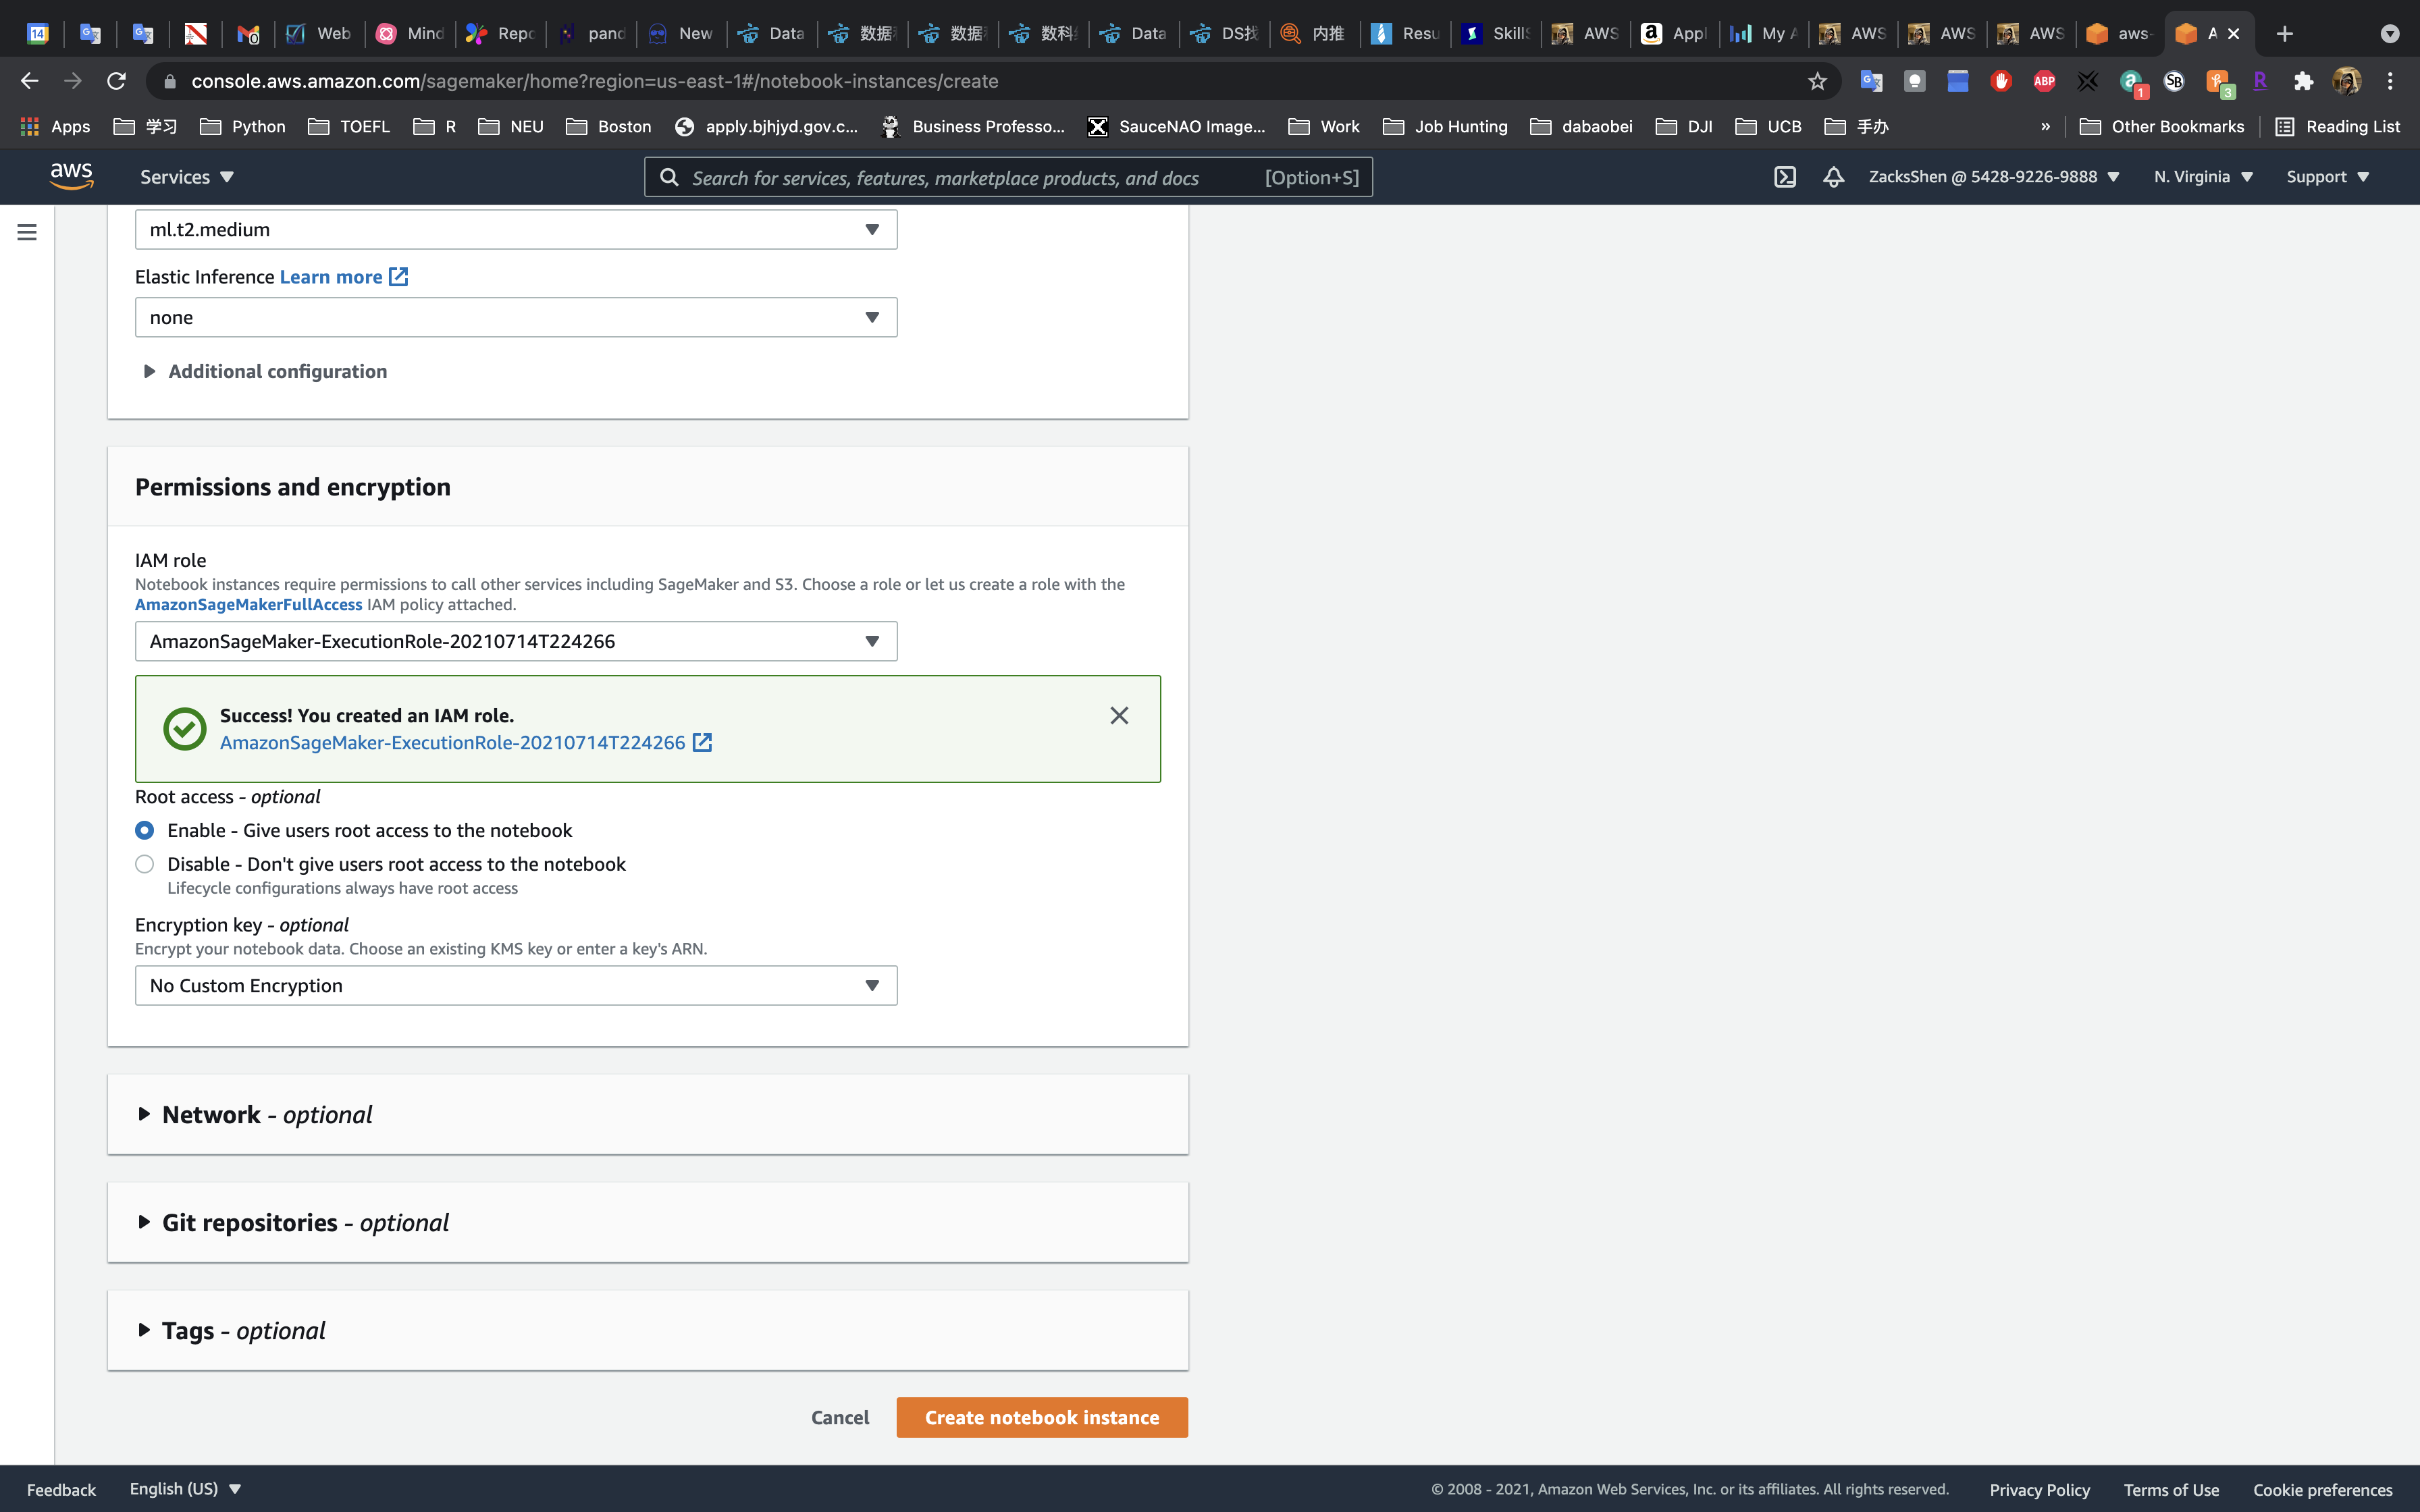 14
Web
Mind
Repo
pand
New
Data
数据
数据
数科
Data
DS找
内推
Resu
Skill
AWS
Appl
My A
AWS
AWS
AWS
aws-
A
console.aws.amazon.com/sagemaker/home?region=us-east-1#/notebook-instances/create
ABP
1
SB
3
R
Apps
学习
Python
TOEFL
R
NEU
Boston
apply.bjhjyd.gov.c...
Business Professo...
SauceNAO Image...
Work
Job Hunting
dabaobei
DJI
UCB
手办
»
Other Bookmarks
Reading List
aws
Services
Search for services, features, marketplace products, and docs [Option+S]
ZacksShen @ 5428-9226-9888
N. Virginia
Support
ml.t2.medium
Elastic Inference Learn more
none
Additional configuration
Permissions and encryption
IAM role
Notebook instances require permissions to call other services including SageMaker and S3. Choose a role or let us create a role with the
AmazonSageMakerFullAccess IAM policy attached.
AmazonSageMaker-ExecutionRole-20210714T224266
Success! You created an IAM role.
AmazonSageMaker-ExecutionRole-20210714T224266
Root access - optional
Enable - Give users root access to the notebook
Disable - Don't give users root access to the notebook
Lifecycle configurations always have root access
Encryption key - optional
Encrypt your notebook data. Choose an existing KMS key or enter a key's ARN.
No Custom Encryption
Network - optional
Git repositories - optional
Tags - optional
Cancel
Create notebook instance
Feedback
English (US)
© 2008 - 2021, Amazon Web Services, Inc. or its affiliates. All rights reserved.
Privacy Policy
Terms of Use
Cookie preferences